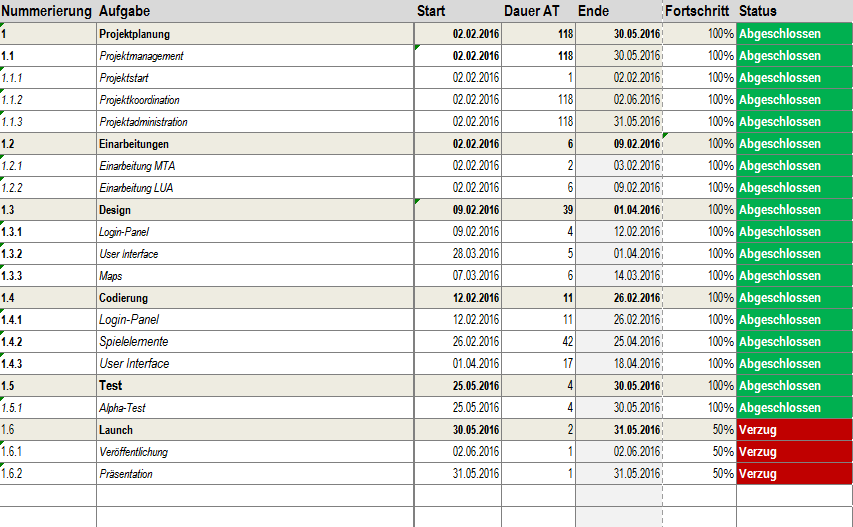 Nummerierung Aufgabe Start Dauer AT Ende Fortschritt Status
1 Projektplanung 02.02.2016 118 30.05.2016 100% Abgeschlossen
1.1 Projektmanagement 02.02.2016 118 30.05.2016 100% Abgeschlossen
1.1.1 Projektstart 02.02.2016 1 02.02.2016 100% Abgeschlossen
1.1.2 Projektkoordination 02.02.2016 118 02.06.2016 100% Abgeschlossen
1.1.3 Projektadministration 02.02.2016 118 31.05.2016 100% Abgeschlossen
1.2 Einarbeitungen 02.02.2016 6 09.02.2016 100% Abgeschlossen
1.2.1 Einarbeitung MTA 02.02.2016 2 03.02.2016 100% Abgeschlossen
1.2.2 Einarbeitung LUA 02.02.2016 6 09.02.2016 100% Abgeschlossen
1.3 Design 09.02.2016 39 01.04.2016 100% Abgeschlossen
1.3.1 Login-Panel 09.02.2016 4 12.02.2016 100% Abgeschlossen
1.3.2 User Interface 28.03.2016 5 01.04.2016 100% Abgeschlossen
1.3.3 Maps 07.03.2016 6 14.03.2016 100% Abgeschlossen
1.4 Codierung 12.02.2016 11 26.02.2016 100% Abgeschlossen
1.4.1 Login-Panel 12.02.2016 11 26.02.2016 100% Abgeschlossen
1.4.2 Spielelemente 26.02.2016 42 25.04.2016 100% Abgeschlossen
1.4.3 User Interface 01.04.2016 17 18.04.2016 100% Abgeschlossen
1.5 Test 25.05.2016 4 30.05.2016 100% Abgeschlossen
1.5.1 Alpha-Test 25.05.2016 4 30.05.2016 100% Abgeschlossen
1.6 Launch 30.05.2016 2 31.05.2016 50% Verzug
1.6.1 Veröffentlichung 02.06.2016 1 02.06.2016 50% Verzug
1.6.2 Präsentation 31.05.2016 1 31.05.2016 50% Verzug